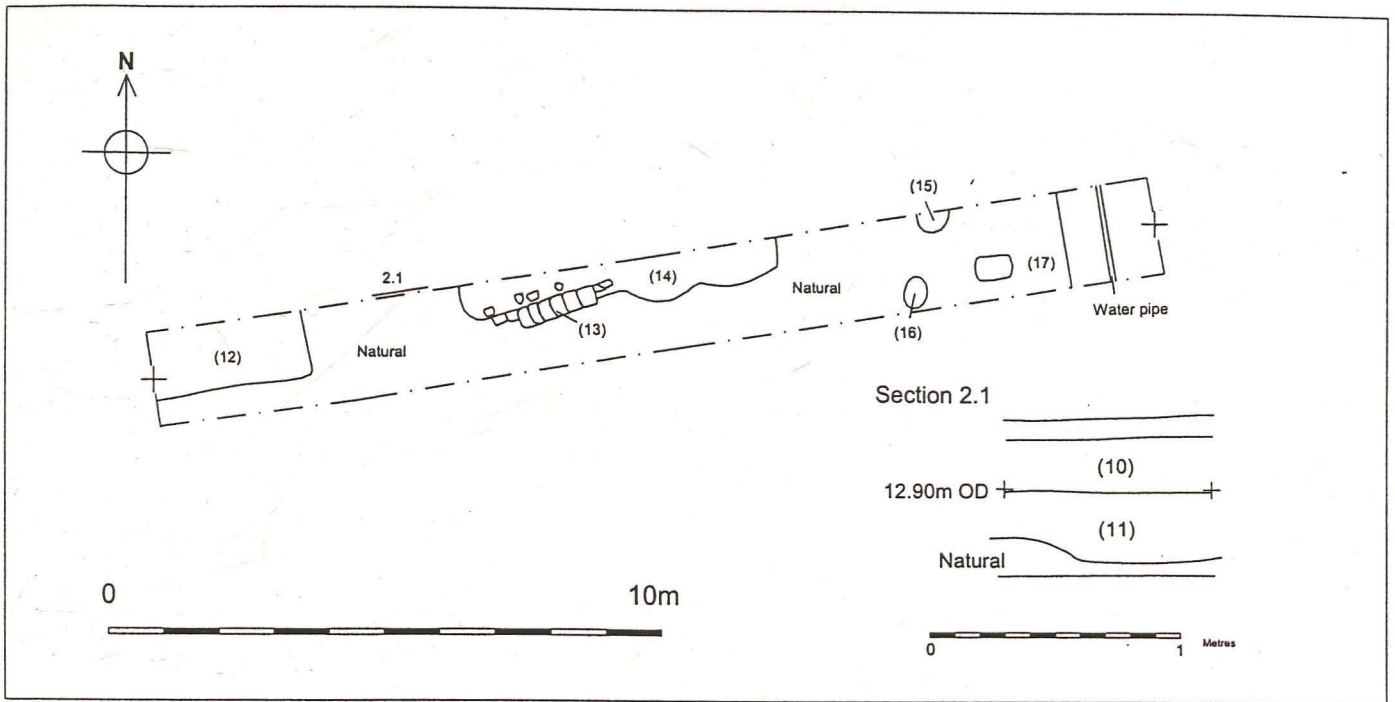 N
(15)
2.1
(14)
(17)
Natural
(13)
(16)
Water pipe
(12)
Natural
Section 2.1
(10)
12.90m OD
(11)
Natural
0 10m
0 1 Metres